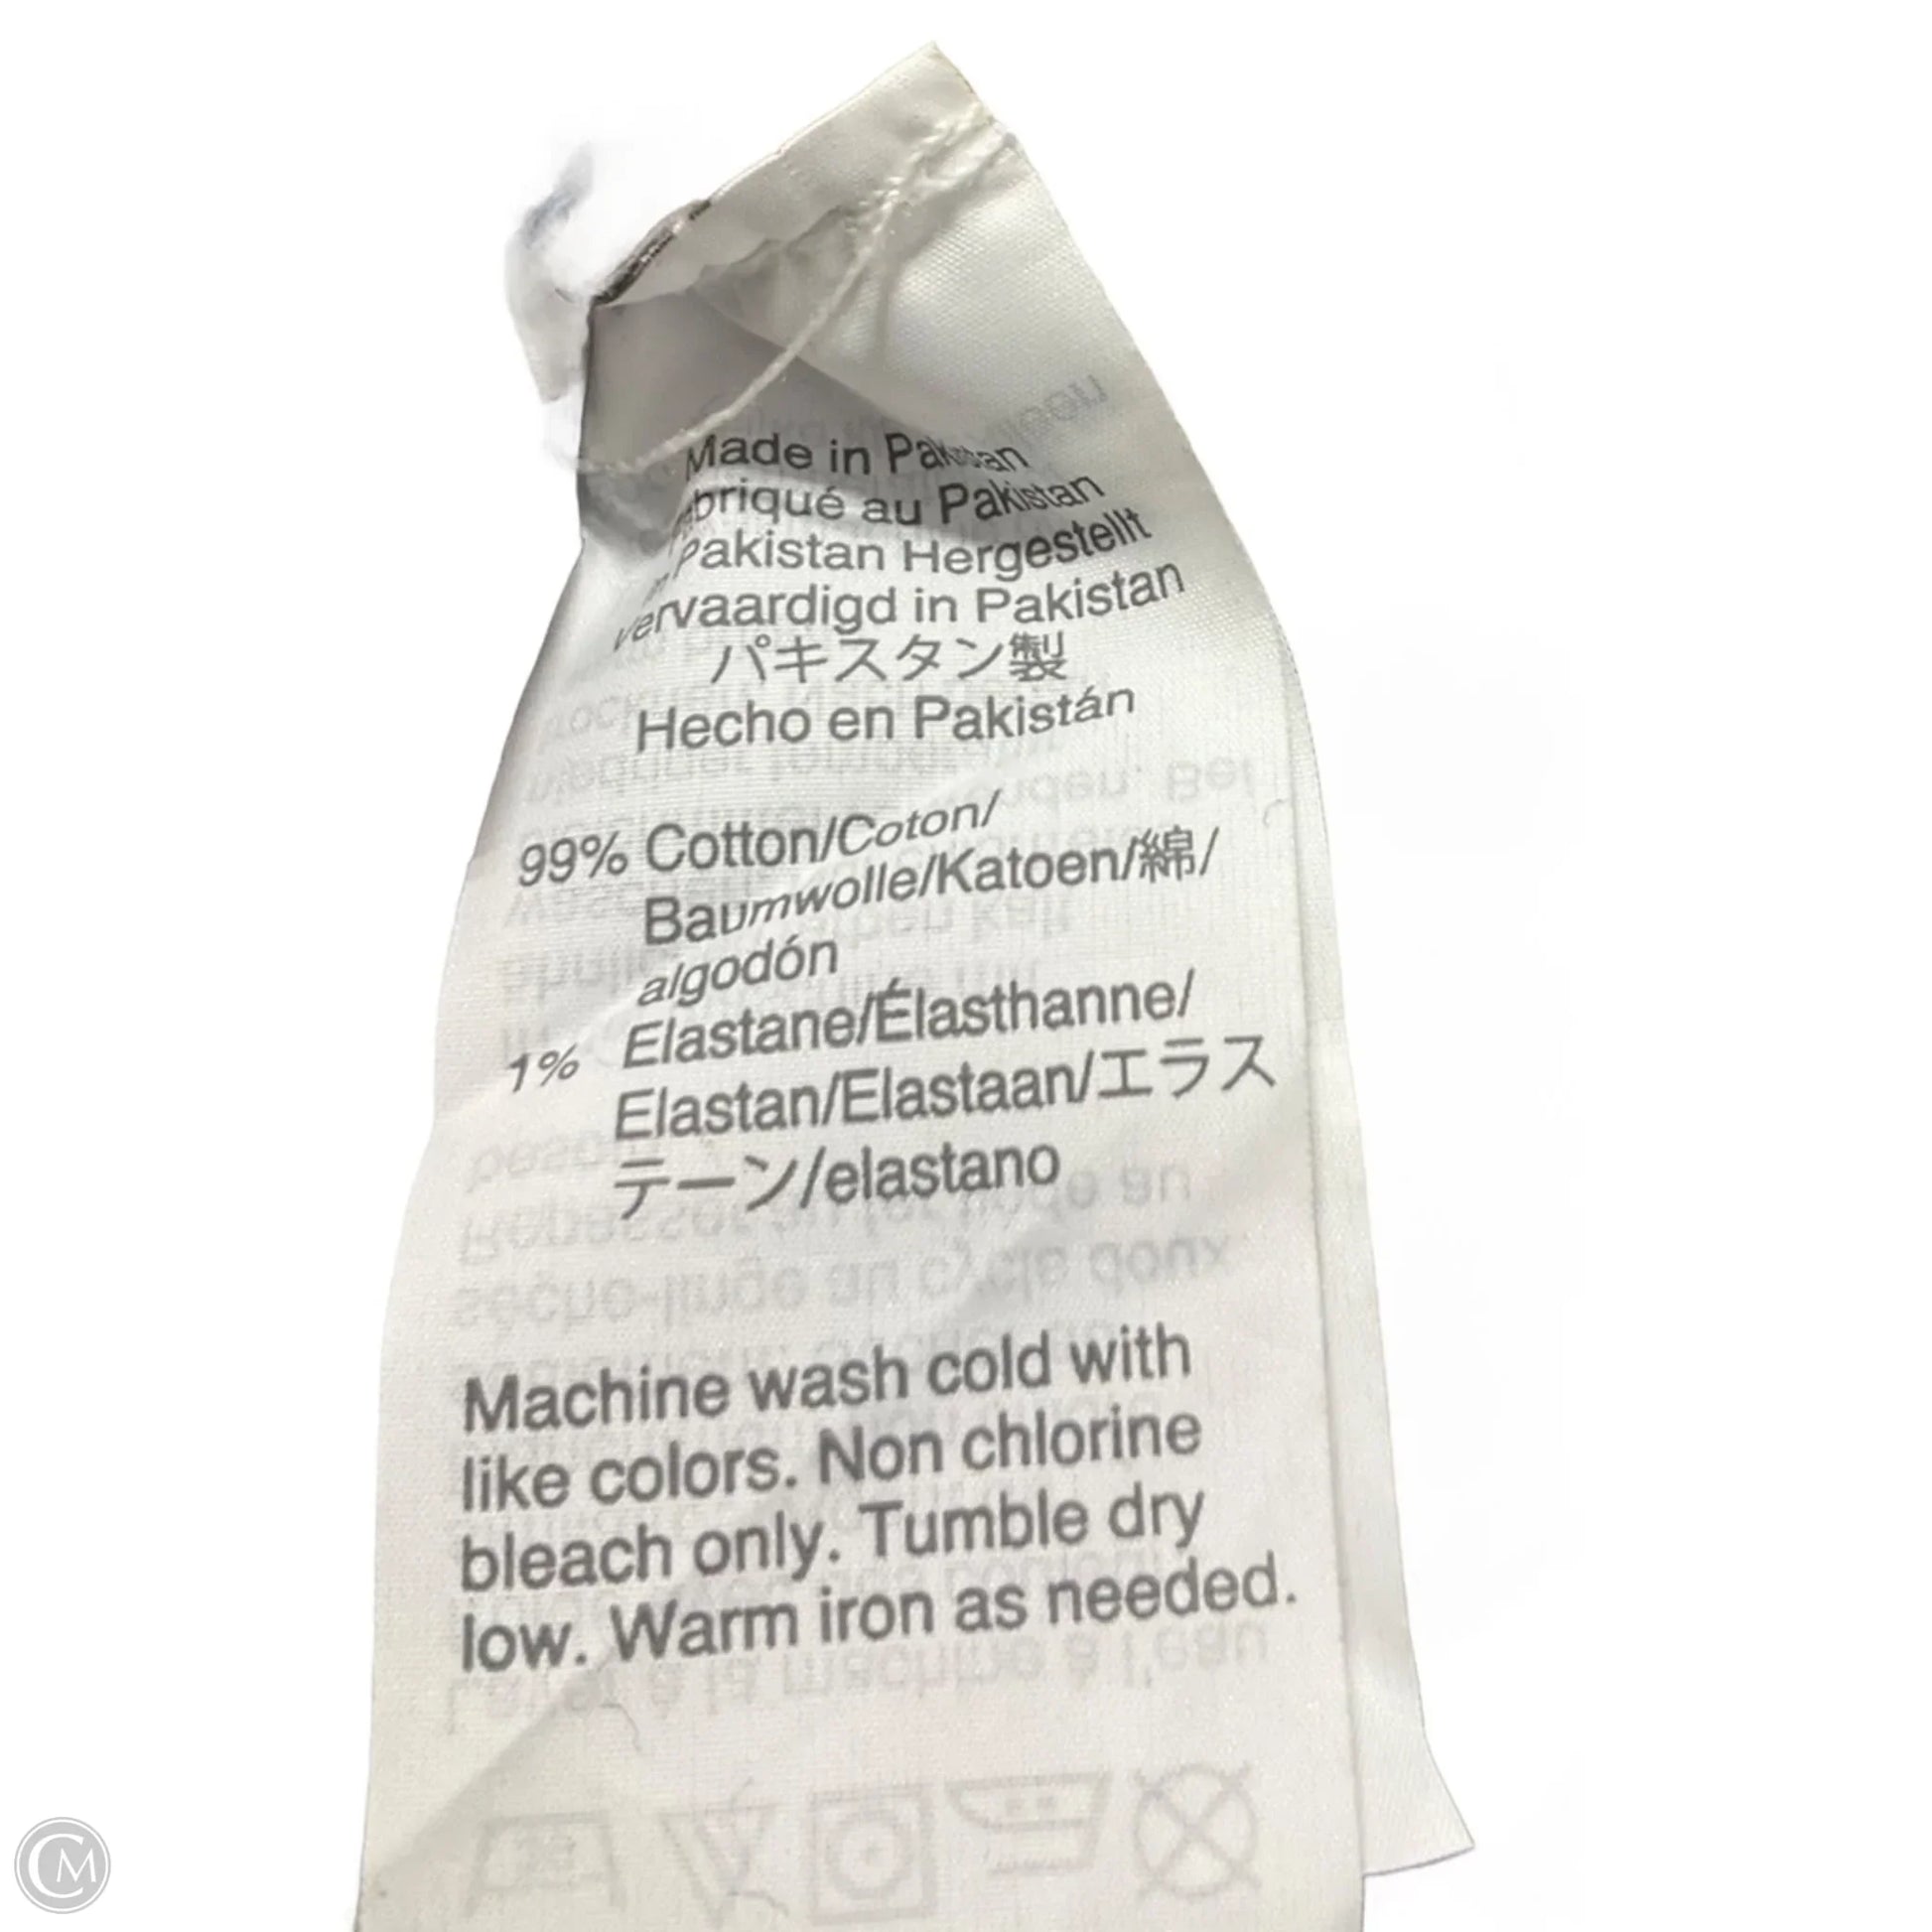 Made in Pakistan
briqué au Pakistan
Pakistan Hergestellt
vervaardigd in Pakistan
パキスタン製
Hecho en Pakistán
99% Cotton/Coton/
Baumwolle/Katoen/綿/
algodón
1% Elastane/Élasthanne/
Elastan/Elastaan/エラス
テーン/elastano
Machine wash cold with
like colors. Non chlorine
bleach only. Tumble dry
low. Warm iron as needed.
CM